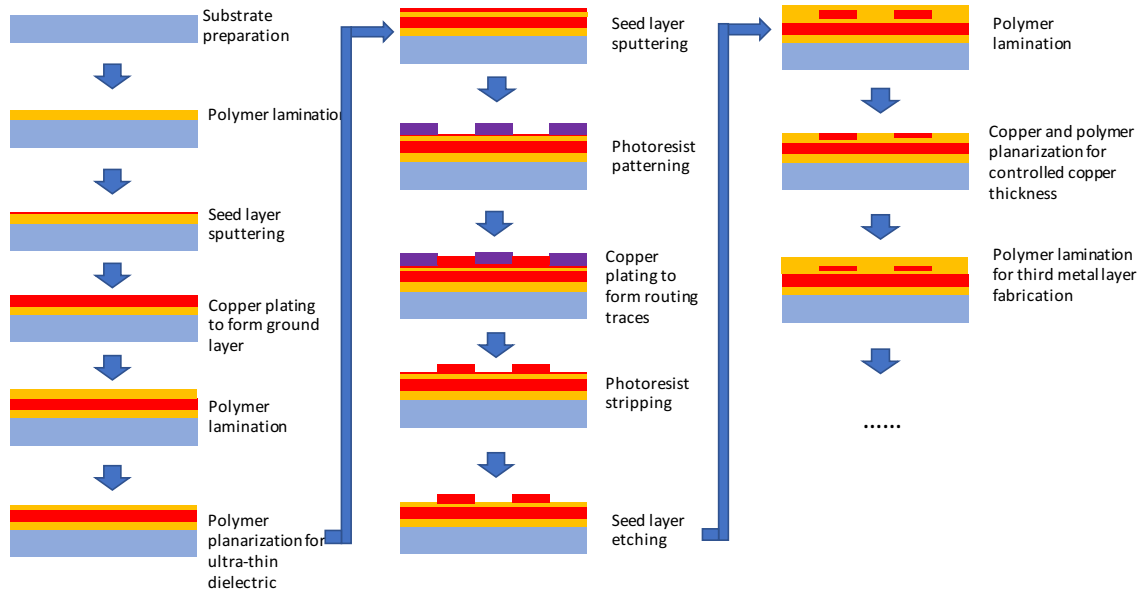 Substrate
preparation
Polymer lamination
Seed layer
sputtering
Copper plating
to form ground
layer
Polymer
lamination
Polymer
planarization for
ultra-thin
dielectric
Seed layer
sputtering
Photoresist
patterning
Copper
plating to
form routing
traces
Photoresist
stripping
Seed layer
etching
Polymer
lamination
Copper and polymer
planarization for
controlled copper
thickness
Polymer lamination
for third metal layer
fabrication
......